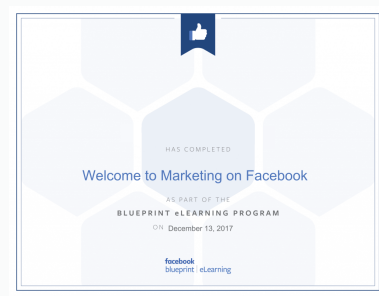 HAS COMPLETED
Welcome to Marketing on Facebook
AS PART OF THE
BLUEPRINT eLEARNING PROGRAM
ON December 13, 2017
facebook
blueprint eLearning